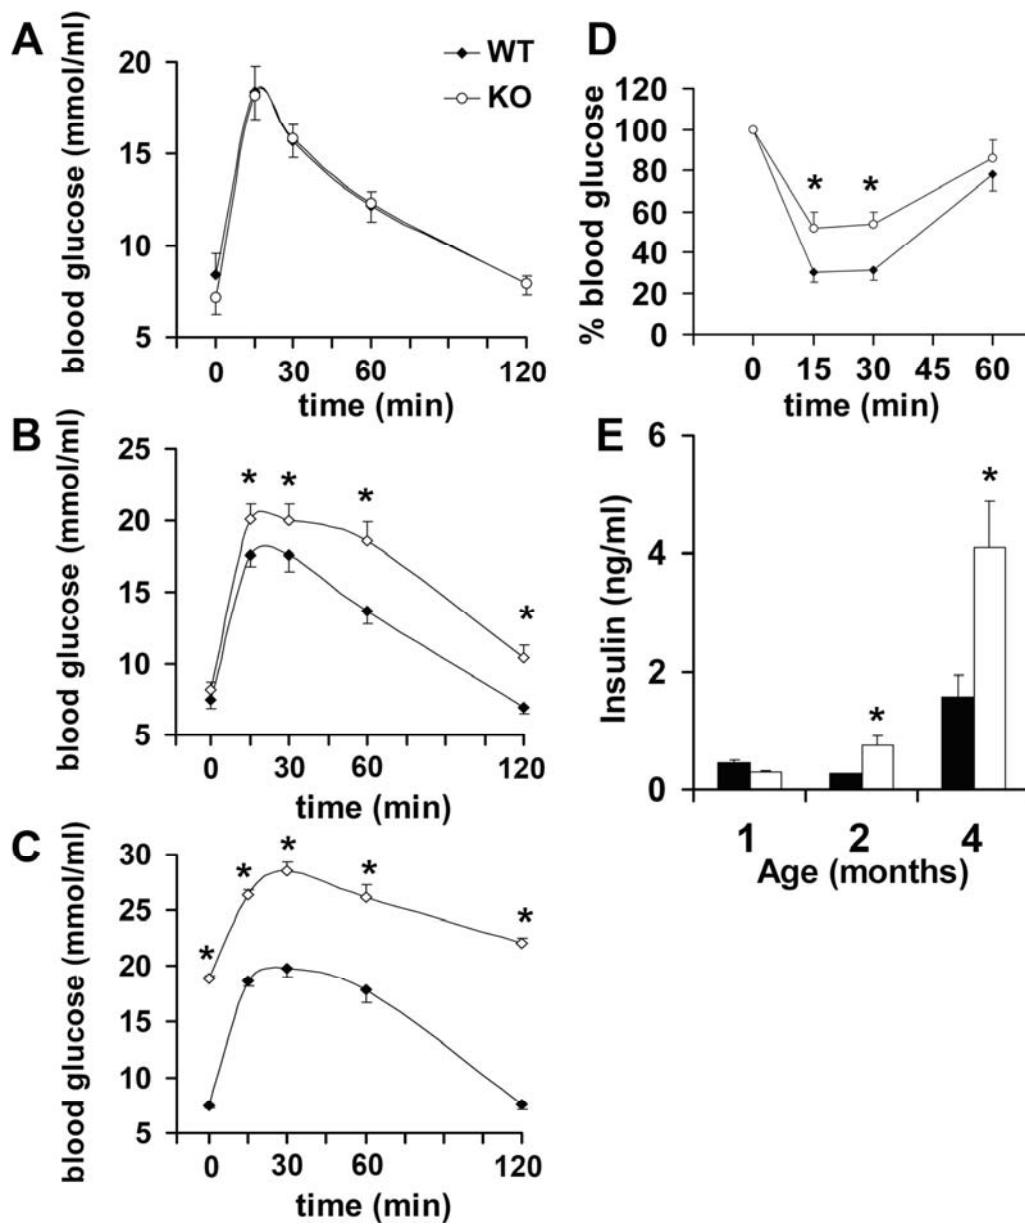 A
blood glucose (mmol/ml)
20
15
10
5
0 30 60 120
time (min)
WT
KO
B
blood glucose (mmol/ml)
25
20
15
10
5
* * *
*
0 30 60 120
time (min)
C
blood glucose (mmol/ml)
30
25
20
15
10
5
* * * * *
0 30 60 120
time (min)
D
% blood glucose
120
100
80
60
40
20
0
* *
0 15 30 45 60
time (min)
E
Insulin (ng/ml)
6
4
2
0
*
*
1 2 4
Age (months)